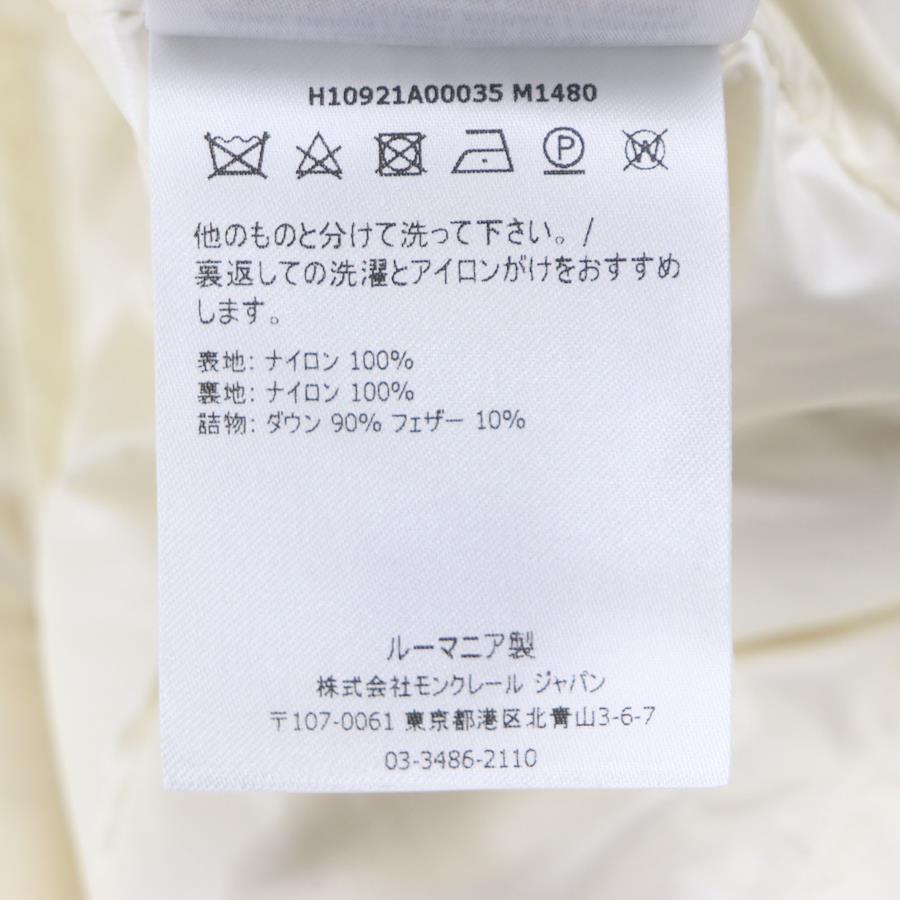 H10921A00035 M1480
他のものと分けて洗って下さい。/
裏返しての洗濯とアイロンがけをおすすめ
します。
表地: ナイロン 100%
裏地: ナイロン 100%
詰物: ダウン 90% フェザー 10%
ルーマニア製
株式会社モンクレール ジャパン
〒107-0061 東京都港区北青山3-6-7
03-3486-2110